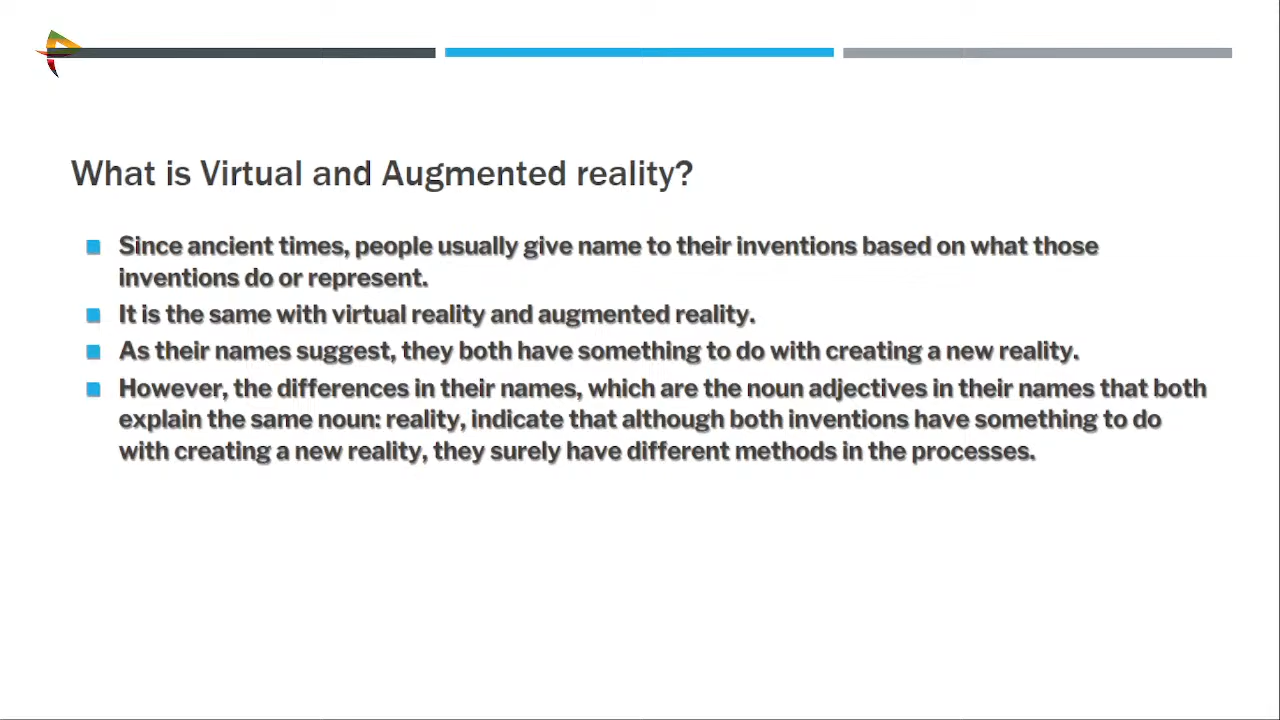 What is Virtual and Augmented reality?
Since ancient times, people usually give name to their inventions based on what those
inventions do or represent.
It is the same with virtual reality and augmented reality.
As their names suggest, they both have something to do with creating a new reality.
However, the differences in their names, which are the noun adjectives in their names that both
explain the same noun: reality, indicate that although both inventions have something to do
with creating a new reality, they surely have different methods in the processes.